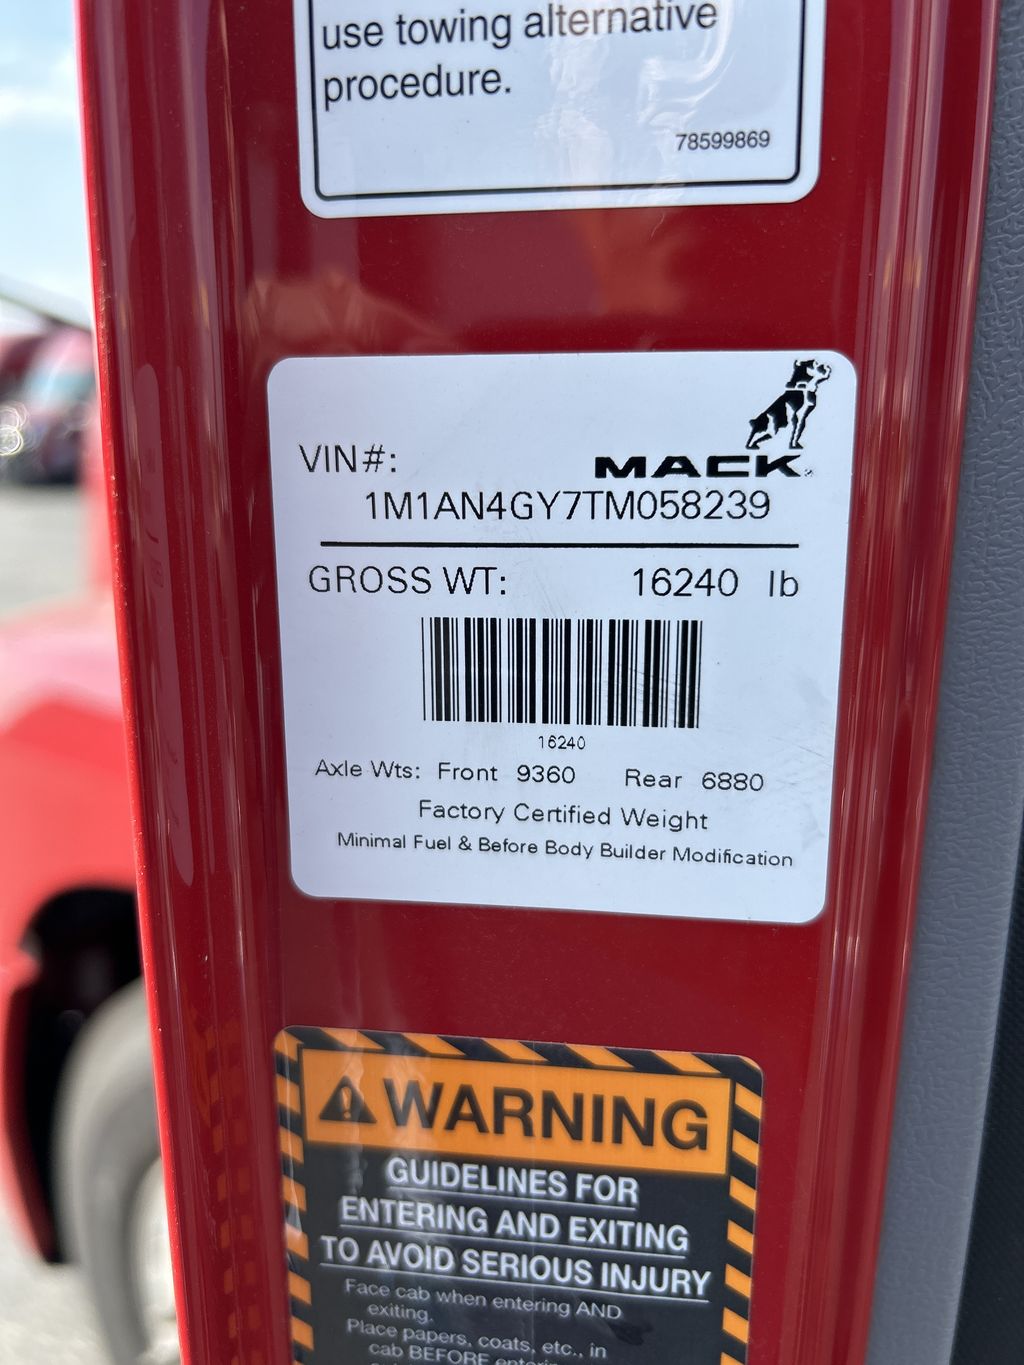 use towing alternative
procedure.
78599869
VIN#:
MACK
1M1AN4GY7TM058239
GROSS WT: 16240 lb
16240
Axle Wts: Front 9360 Rear 6880
Factory Certified Weight
Minimal Fuel & Before Body Builder Modification
WARNING
GUIDELINES FOR
ENTERING AND EXITING
TO AVOID SERIOUS INJURY
Face cab when entering AND
exiting.
Place papers, coats, etc., in
cab BEFORE